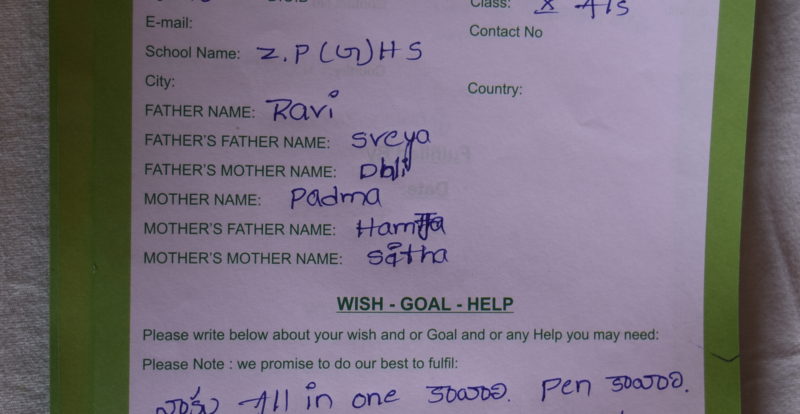 Class: X A1s
E-mail:
Contact No
School Name: Z.P (G) H S
City:
Country:
FATHER NAME: Ravi
FATHER'S FATHER NAME: Sreya
FATHER'S MOTHER NAME:
MOTHER NAME: Padma
MOTHER'S FATHER NAME:
MOTHER'S MOTHER NAME: Sitha
WISH - GOAL - HELP
Please write below about your wish and or Goal and or any Help you may need:
Please Note : we promise to do our best to fulfil:
నాకు All in one కావాలి. Pen కావాలి.